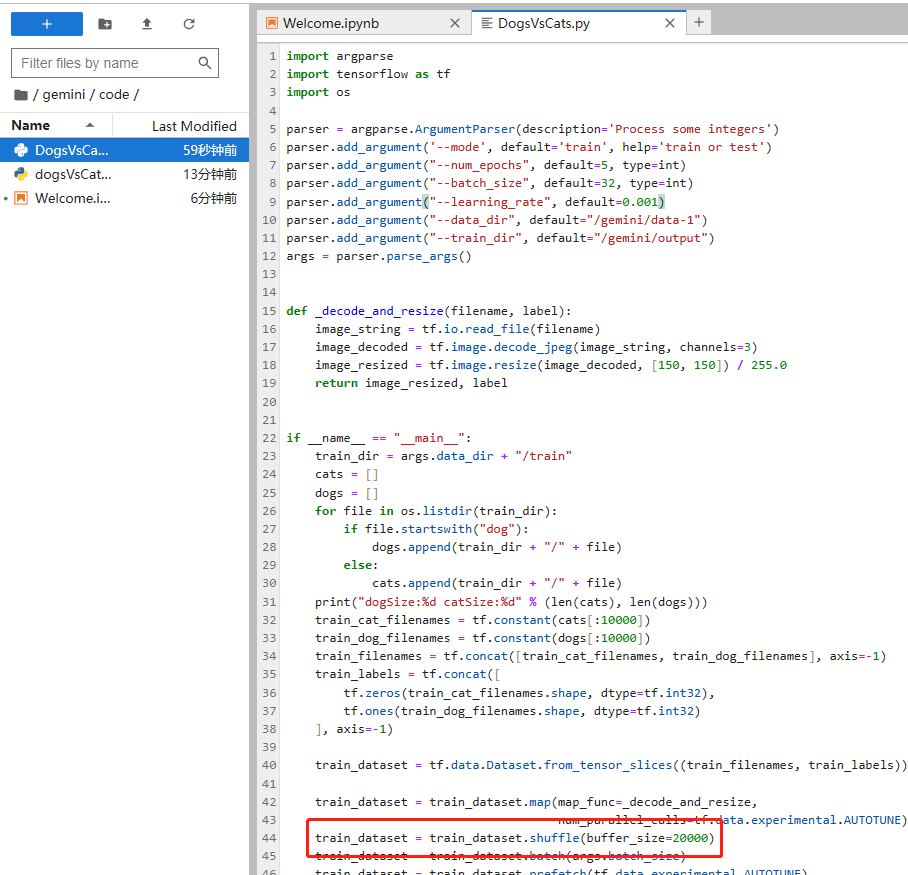 +
Filter files by name
/ gemini / code /
Name Last Modified
DogsVsCa... 59秒钟前
dogsVsCat... 13分钟前
Welcome.i... 6分钟前
Welcome.ipynb × DogsVsCats.py × +
1 import argparse
2 import tensorflow as tf
3 import os
4
5 parser = argparse.ArgumentParser(description='Process some integers')
6 parser.add_argument('--mode', default='train', help='train or test')
7 parser.add_argument("--num_epochs", default=5, type=int)
8 parser.add_argument("--batch_size", default=32, type=int)
9 parser.add_argument("--learning_rate", default=0.001)
10 parser.add_argument("--data_dir", default="/gemini/data-1")
11 parser.add_argument("--train_dir", default="/gemini/output")
12 args = parser.parse_args()
13
14
15 def _decode_and_resize(filename, label):
16     image_string = tf.io.read_file(filename)
17     image_decoded = tf.image.decode_jpeg(image_string, channels=3)
18     image_resized = tf.image.resize(image_decoded, [150, 150]) / 255.0
19     return image_resized, label
20
21
22 if __name__ == "__main__":
23     train_dir = args.data_dir + "/train"
24     cats = []
25     dogs = []
26     for file in os.listdir(train_dir):
27         if file.startswith("dog"):
28             dogs.append(train_dir + "/" + file)
29         else:
30             cats.append(train_dir + "/" + file)
31     print("dogSize:%d catSize:%d" % (len(cats), len(dogs)))
32     train_cat_filenames = tf.constant(cats[:10000])
33     train_dog_filenames = tf.constant(dogs[:10000])
34     train_filenames = tf.concat([train_cat_filenames, train_dog_filenames], axis=-1)
35     train_labels = tf.concat([
36         tf.zeros(train_cat_filenames.shape, dtype=tf.int32),
37         tf.ones(train_dog_filenames.shape, dtype=tf.int32)
38     ], axis=-1)
39
40     train_dataset = tf.data.Dataset.from_tensor_slices((train_filenames, train_labels))
41
42     train_dataset = train_dataset.map(map_func=_decode_and_resize,
43                                       num_parallel_calls=tf.data.experimental.AUTOTUNE)
44     train_dataset = train_dataset.shuffle(buffer_size=20000)
45     train_dataset = train_dataset.batch(args.batch_size)
46     train_dataset = train_dataset.prefetch(tf.data.experimental.AUTOTUNE)